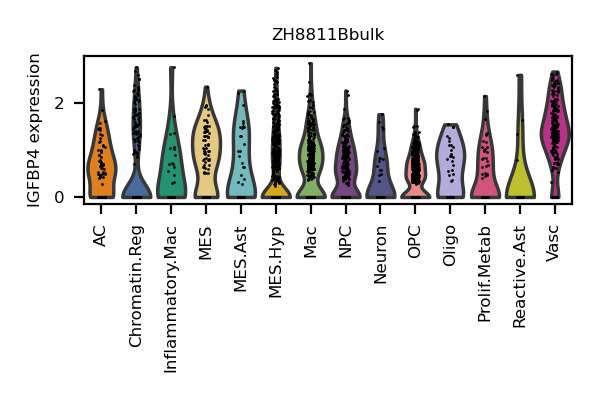 ZH8811Bbulk
IGFBP4 expression
2
0
AC
Chromatin.Reg
Inflammatory.Mac
MES
MES.Ast
MES.Hyp
Mac
NPC
Neuron
OPC
Oligo
Prolif.Metab
Reactive.Ast
Vasc